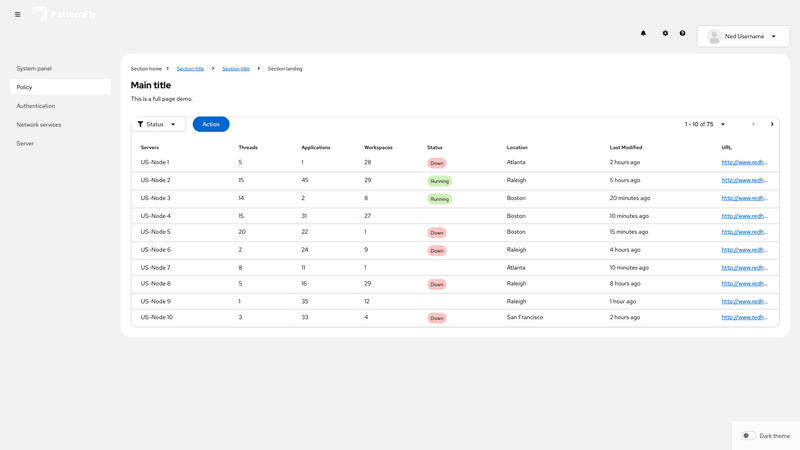 PatternFly
Ned Username
System panel
Policy
Authentication
Network services
Server
Section home Section title Section title Section landing
Main title
This is a full page demo.
Status Action 1 - 10 of 75
Servers Threads Applications Workspaces Status Location Last Modified URL
US-Node 1 5 1 28 Down Atlanta 2 hours ago http://www.redh...
US-Node 2 15 45 29 Running Raleigh 5 hours ago http://www.redh...
US-Node 3 14 2 8 Running Boston 20 minutes ago http://www.redh...
US-Node 4 15 31 27 Boston 10 minutes ago http://www.redh...
US-Node 5 20 22 1 Down Boston 15 minutes ago http://www.redh...
US-Node 6 2 24 9 Down Raleigh 4 hours ago http://www.redh...
US-Node 7 8 11 1 Atlanta 10 minutes ago http://www.redh...
US-Node 8 5 16 29 Down Raleigh 8 hours ago http://www.redh...
US-Node 9 1 35 12 Raleigh 1 hour ago http://www.redh...
US-Node 10 3 33 4 Down San Francisco 2 hours ago http://www.redh...
Dark theme